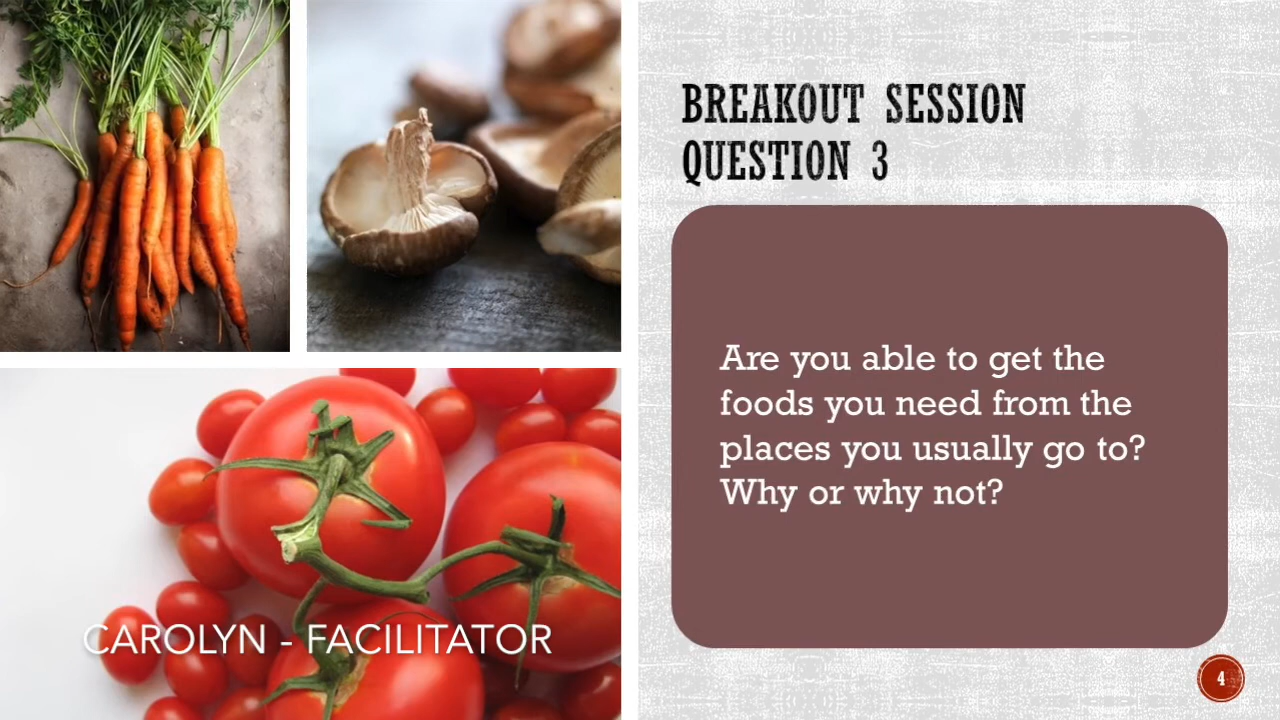 BREAKOUT SESSION
QUESTION 3
Are you able to get the
foods you need from the
places you usually go to?
Why or why not?
CAROLYN - FACILITATOR
4